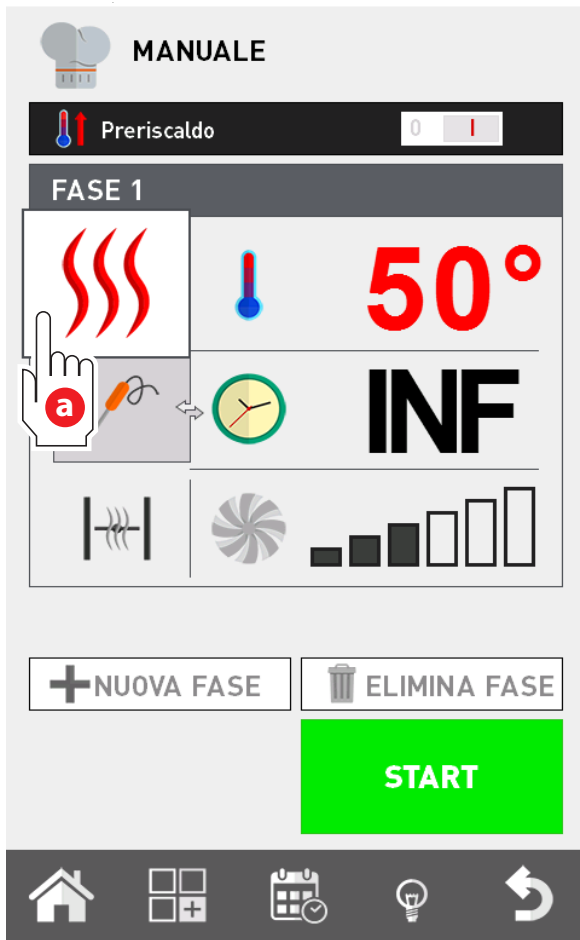 MANUALE
Preriscaldo
0 I
FASE 1
50°
a
INF
NUOVA FASE
ELIMINA FASE
START